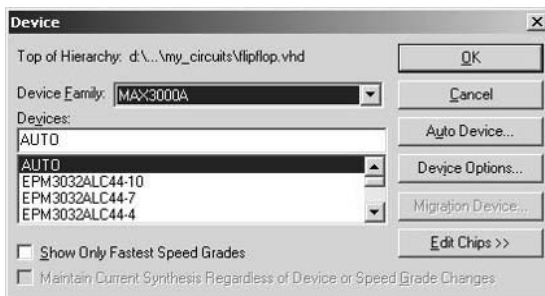 Device
Top of Hierarchy: d:\...\my_circuits\flipflop.vhd
OK
Device Family: MAX3000A
Cancel
Devices:
AUTO
Auto Device...
AUTO
EPM3032ALC44-10
EPM3032ALC44-7
EPM3032ALC44-4
Device Options...
Migration Device...
Edit Chips >>
Show Only Fastest Speed Grades
Maintain Current Synthesis Regardless of Device or Speed Grade Changes